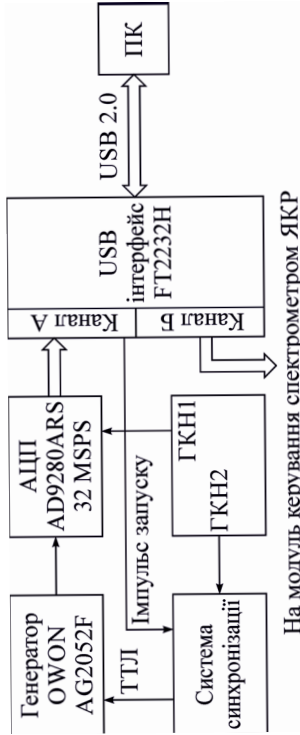 Генератор
OWON
AG2052F
АЦП
AD9280ARS
32 MSPS
Канал А
Канал Б
USB
інтерфейс
FT2232H
USB 2.0
ПК
ТТЛ
Імпульс запуску
Система
синхронізації
ГКН1
ГКН2
На модуль керування спектрометром ЯКР